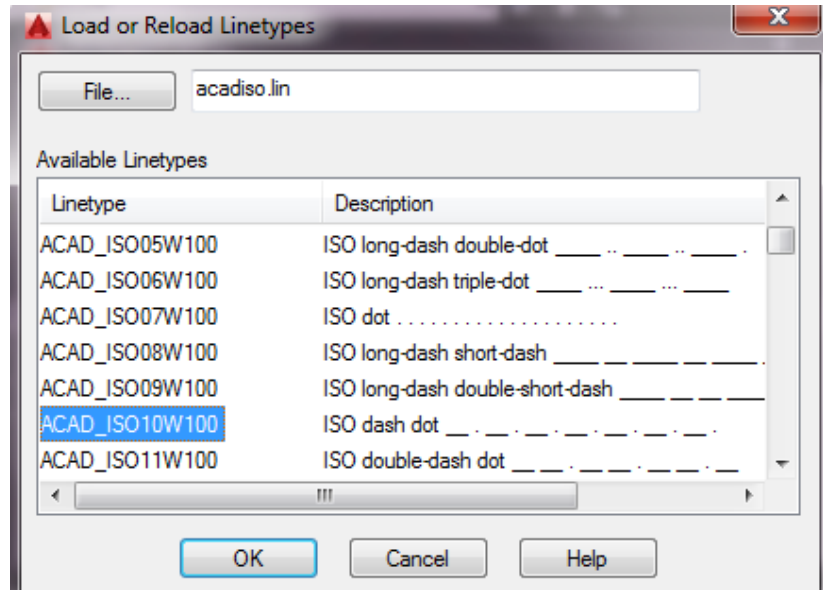 Load or Reload Linetypes
File... acadiso.lin
Available Linetypes
Linetype Description
ACAD_ISO05W100 ISO long-dash double-dot ____ .. ____ .. ____ .
ACAD_ISO06W100 ISO long-dash triple-dot ____ ... ____ ... ____
ACAD_ISO07W100 ISO dot . . . . . . . . . . . . . . . . . . . .
ACAD_ISO08W100 ISO long-dash short-dash ____ __ ____ __ ____ .
ACAD_ISO09W100 ISO long-dash double-short-dash ____ __ __ ___
ACAD_ISO10W100 ISO dash dot __ . __ . __ . __ . __ . __ . __ .
ACAD_ISO11W100 ISO double-dash dot __ __ . __ __ . __ __ . __
OK Cancel Help